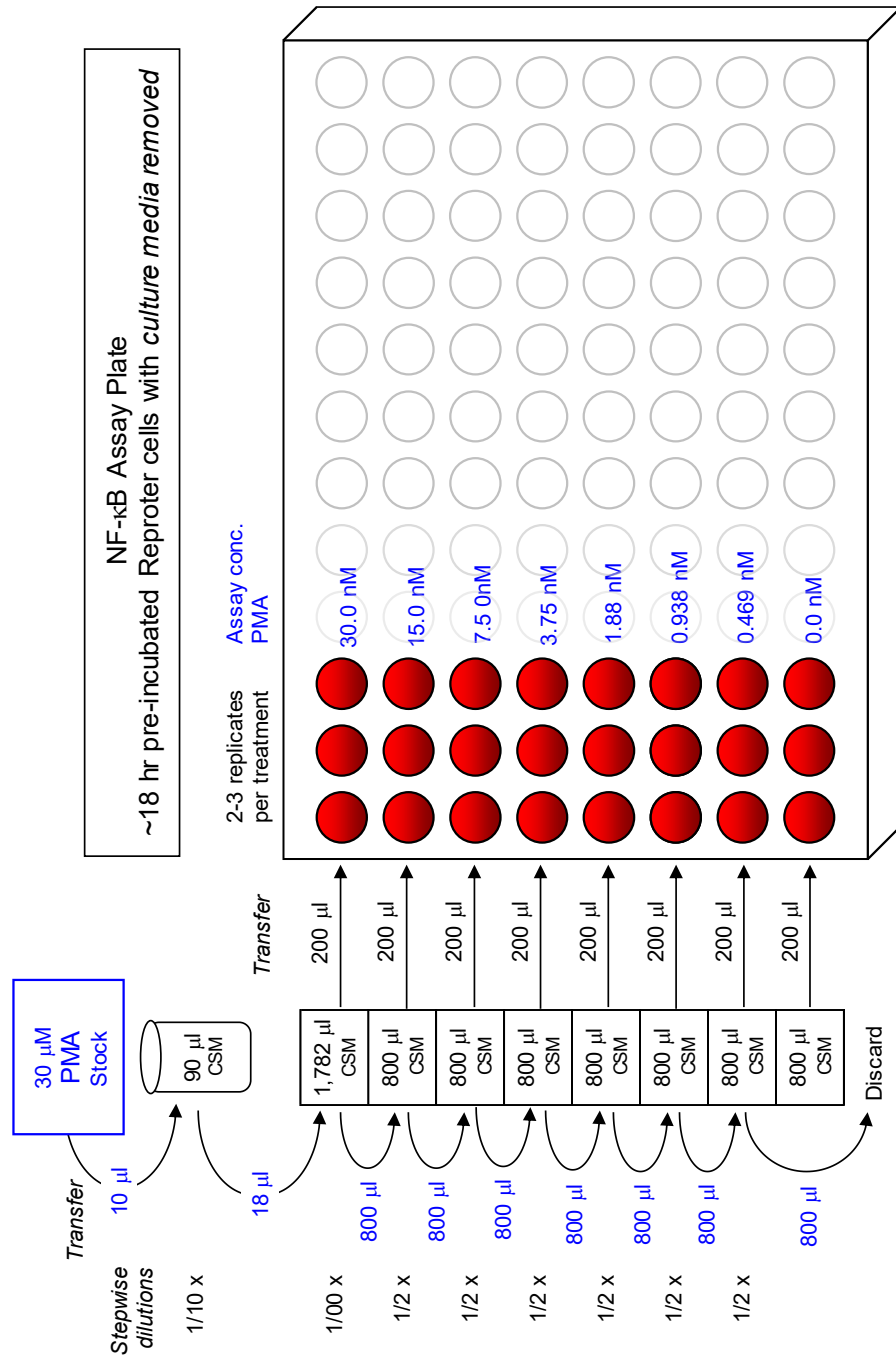 NF-κB Assay Plate
~18 hr pre-incubated Reproter cells with culture media removed
Stepwise
dilutions
Transfer
30 µM
PMA
Stock
10 µl
1/10 x
90 µl
CSM
18 µl
Transfer
2-3 replicates
per treatment
Assay conc.
PMA
1/00 x
1,782 µl
CSM
200 µl
30.0 nM
800 µl
1/2 x
800 µl
CSM
200 µl
15.0 nM
800 µl
1/2 x
800 µl
CSM
200 µl
7.5 0nM
800 µl
1/2 x
800 µl
CSM
200 µl
3.75 nM
800 µl
1/2 x
800 µl
CSM
200 µl
1.88 nM
800 µl
1/2 x
800 µl
CSM
200 µl
0.938 nM
800 µl
1/2 x
800 µl
CSM
200 µl
0.469 nM
800 µl
800 µl
CSM
200 µl
0.0 nM
Discard